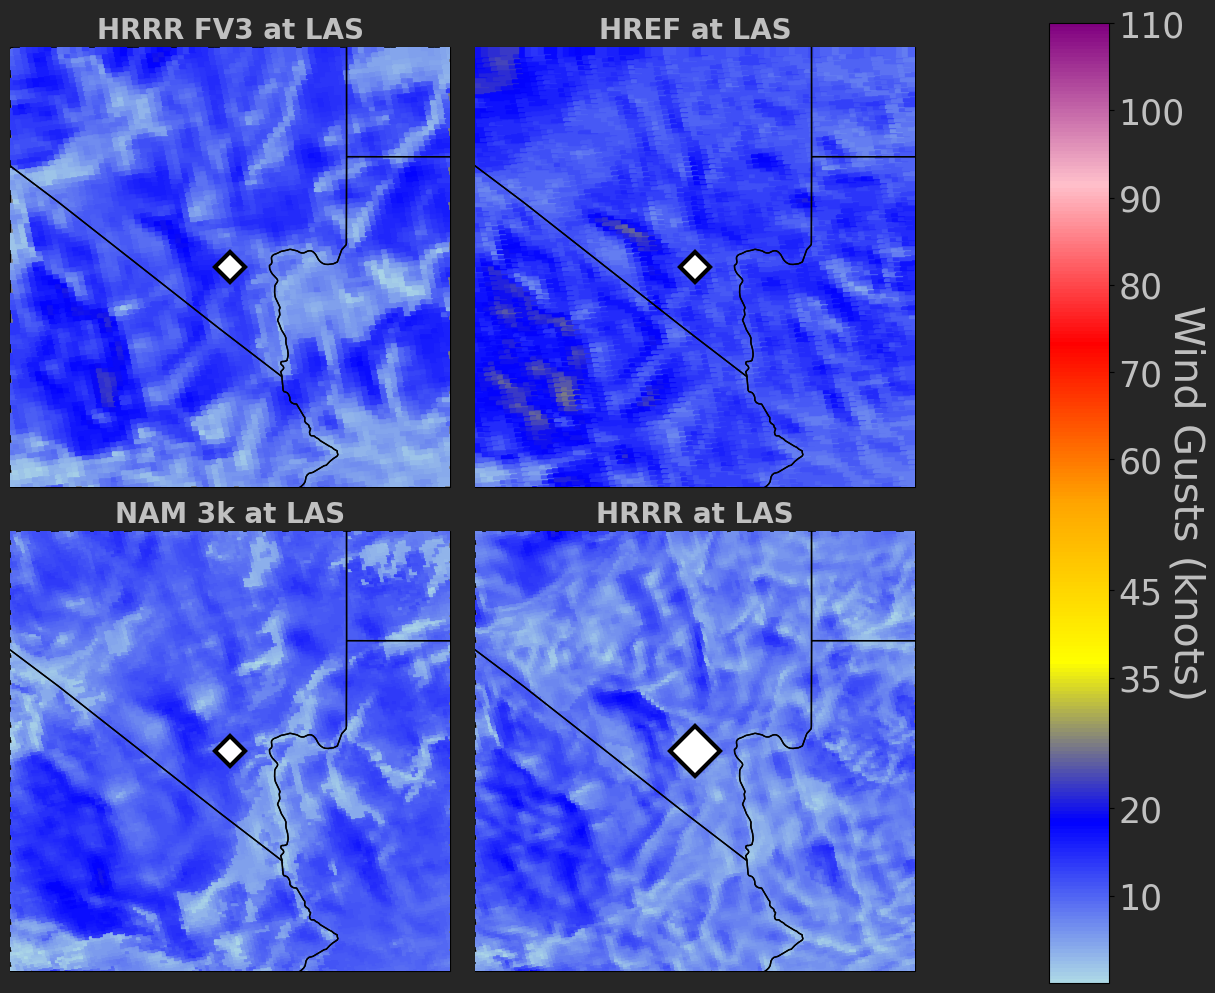 HRRR FV3 at LAS
HREF at LAS
NAM 3k at LAS
HRRR at LAS
110
100
90
80
70
60
45
35
20
10
Wind Gusts (knots)